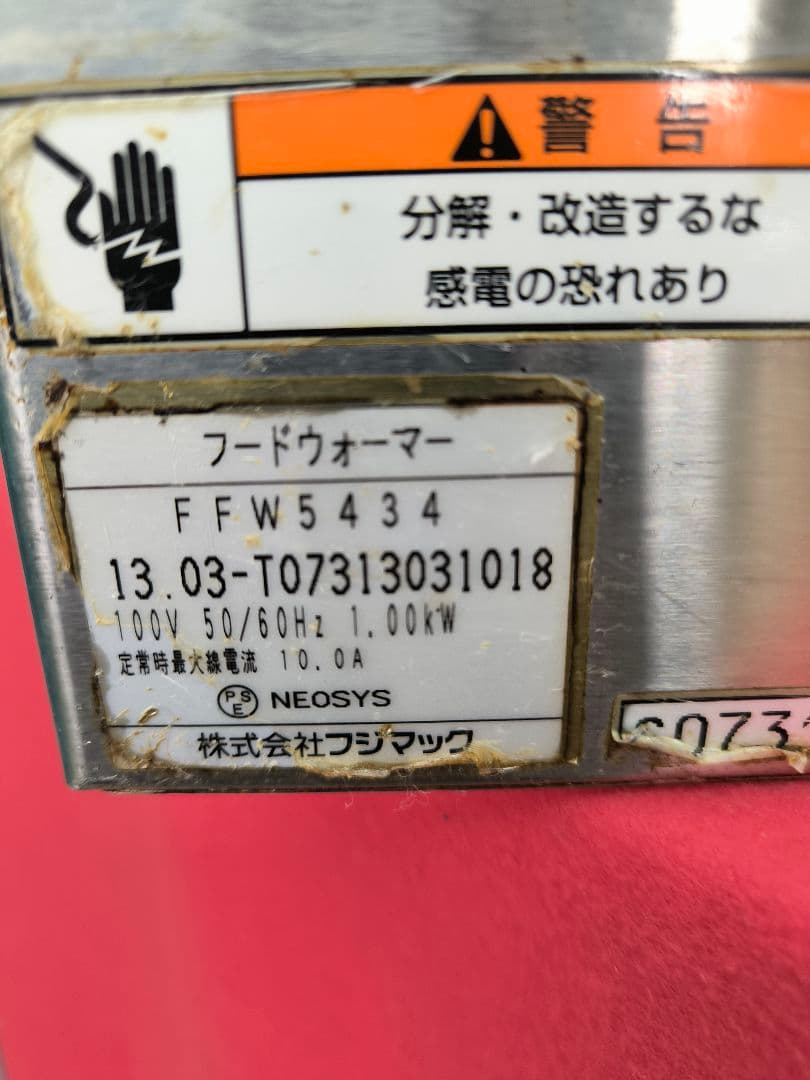 警告
分解・改造するな
感電の恐れあり
フードウォーマー
FFW5434
13.03-T07313031018
100V 50/60Hz 1.00kW
定常時最大線電流 10.0A
PSE NEOSYS
株式会社フジマック